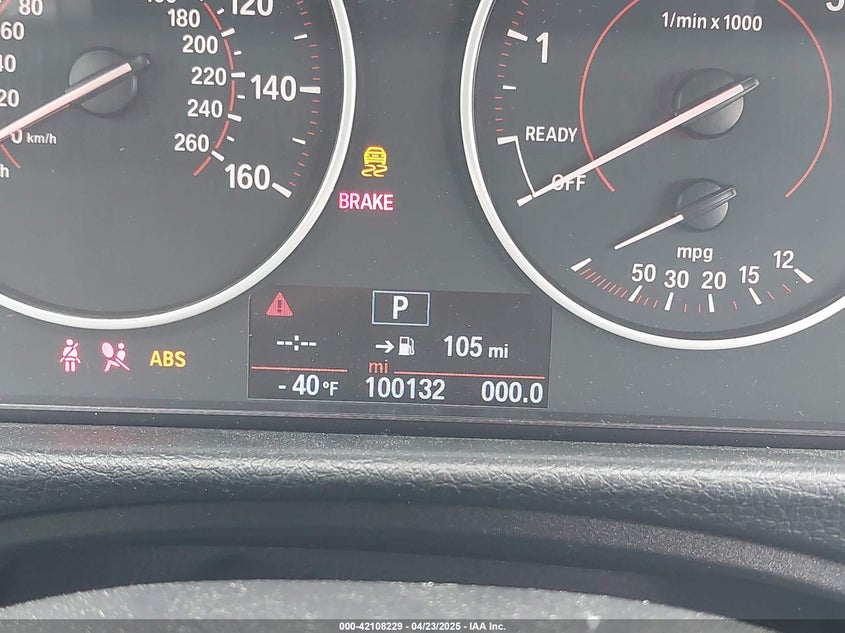 80
60
40
20
0 km/h
120
140
160
180
200
220
240
260
1/min x 1000
1
READY
OFF
mpg
50 30 20 15 12
BRAKE
P
--:-- 105 mi
mi
- 40 °F 100132 000.0
ABS
000-42108229 - 04/23/2025 - IAA Inc.